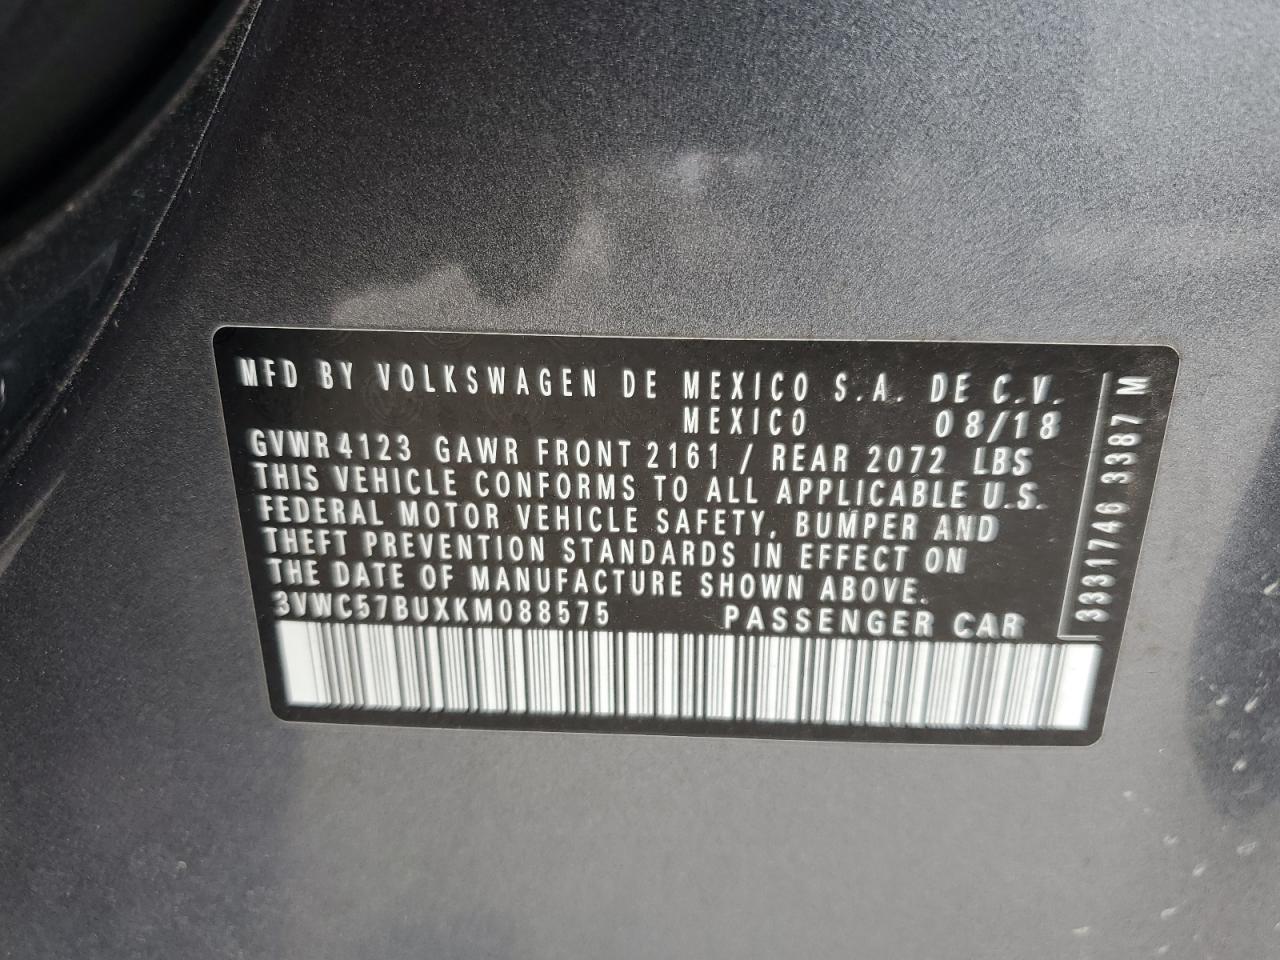 MFD BY VOLKSWAGEN DE MEXICO S.A. DE C.V.
MEXICO 08/18
GVWR 4123 GAWR FRONT 2161 / REAR 2072 LBS
THIS VEHICLE CONFORMS TO ALL APPLICABLE U.S.
FEDERAL MOTOR VEHICLE SAFETY, BUMPER AND
THEFT PREVENTION STANDARDS IN EFFECT ON
THE DATE OF MANUFACTURE SHOWN ABOVE.
3VWC57BUXKM088575 PASSENGER CAR
3331746 3387 M